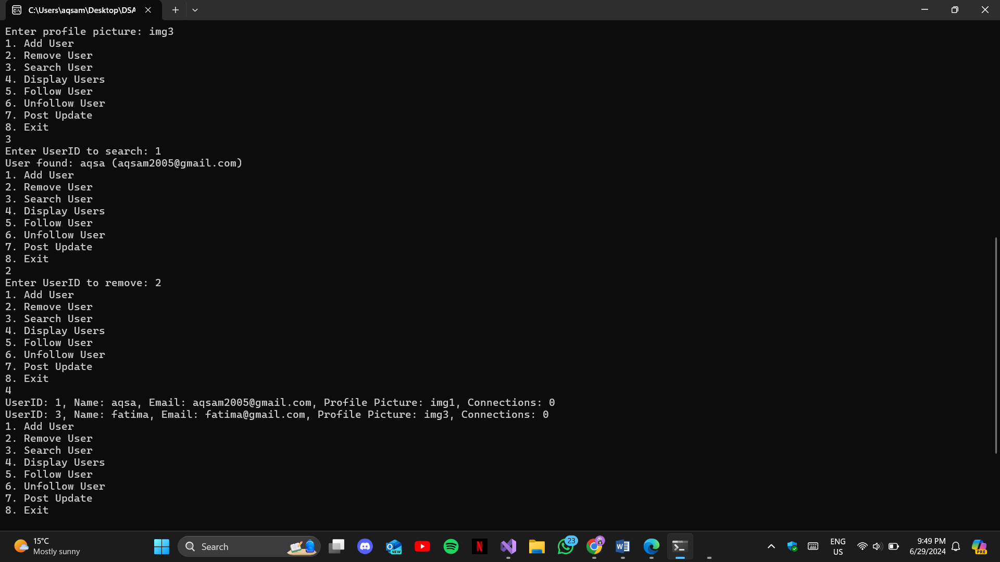 C:\Users\aqsam\Desktop\DSA
Enter profile picture: img3
1. Add User
2. Remove User
3. Search User
4. Display Users
5. Follow User
6. Unfollow User
7. Post Update
8. Exit
3
Enter UserID to search: 1
User found: aqsa (aqsam2005@gmail.com)
1. Add User
2. Remove User
3. Search User
4. Display Users
5. Follow User
6. Unfollow User
7. Post Update
8. Exit
2
Enter UserID to remove: 2
1. Add User
2. Remove User
3. Search User
4. Display Users
5. Follow User
6. Unfollow User
7. Post Update
8. Exit
4
UserID: 1, Name: aqsa, Email: aqsam2005@gmail.com, Profile Picture: img1, Connections: 0
UserID: 3, Name: fatima, Email: fatima@gmail.com, Profile Picture: img3, Connections: 0
1. Add User
2. Remove User
3. Search User
4. Display Users
5. Follow User
6. Unfollow User
7. Post Update
8. Exit
15°C
Mostly sunny
Search
NEW
23
ENG
US
9:49 PM
6/29/2024
PRE